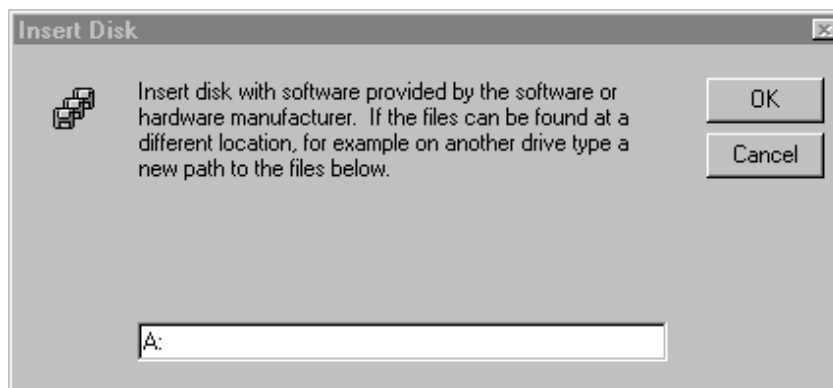 Insert Disk
Insert disk with software provided by the software or
hardware manufacturer.  If the files can be found at a
different location, for example on another drive type a
new path to the files below.
OK
Cancel
A: